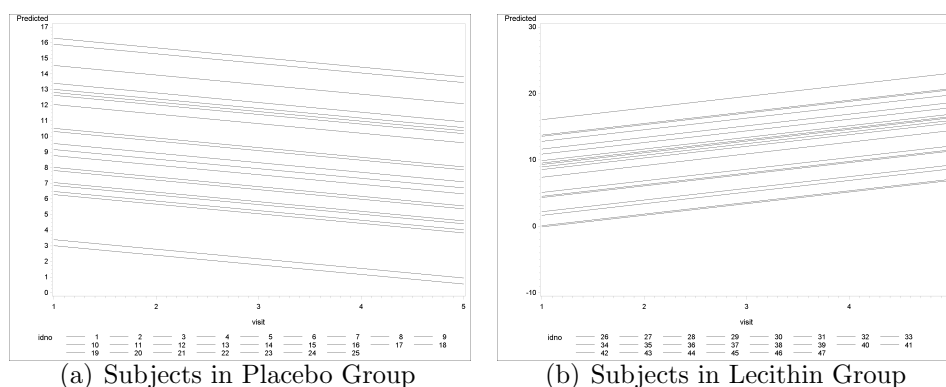 Predicted
17
16
15
14
13
12
11
10
9
8
7
6
5
4
3
2
1
0
1 2 3 4 5
visit
idno 1 2 3 4 5 6 7 8 9
10 11 12 13 14 15 16 17 18
19 20 21 22 23 24 25
(a) Subjects in Placebo Group
Predicted
30
20
10
0
-10
1 2 3 4
visit
idno 26 27 28 29 30 31 32 33
34 35 36 37 38 39 40 41
42 43 44 45 46 47
(b) Subjects in Lecithin Group